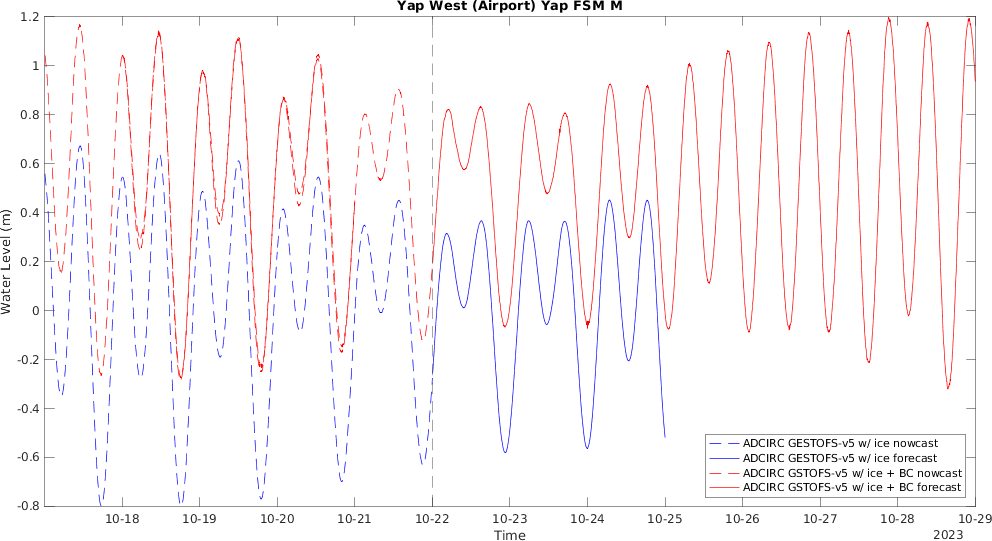 Yap West (Airport) Yap FSM M
1.2
1
0.8
0.6
0.4
0.2
0
-0.2
-0.4
-0.6
-0.8
Water Level (m)
ADCIRC GESTOFS-v5 w/ ice nowcast
ADCIRC GESTOFS-v5 w/ ice forecast
ADCIRC GSTOFS-v5 w/ ice + BC nowcast
ADCIRC GSTOFS-v5 w/ ice + BC forecast
10-18 10-19 10-20 10-21 10-22 10-23 10-24 10-25 10-26 10-27 10-28 10-29
Time
2023